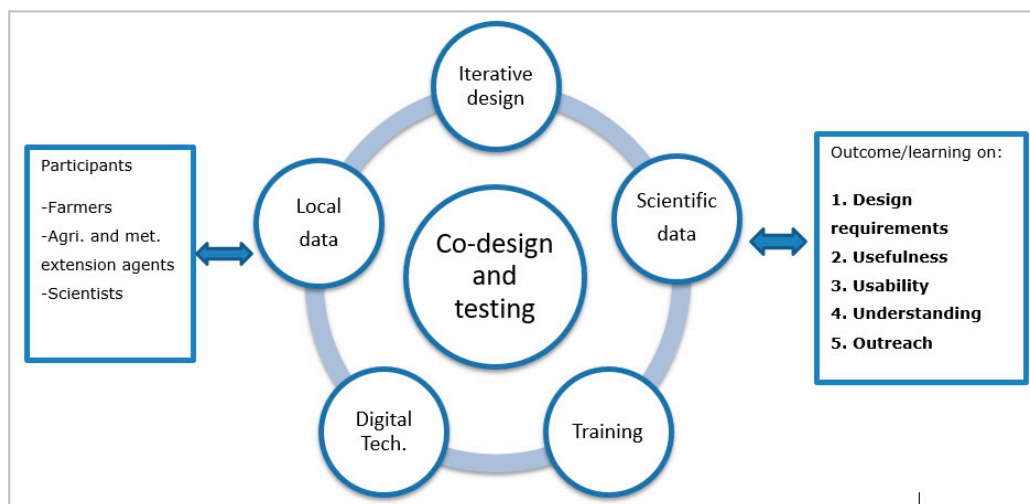 Participants
-Farmers
-Agri. and met.
extension agents
-Scientists
Iterative
design
Local
data
Scientific
data
Co-design
and
testing
Digital
Tech.
Training
Outcome/learning on:
1. Design
requirements
2. Usefulness
3. Usability
4. Understanding
5. Outreach